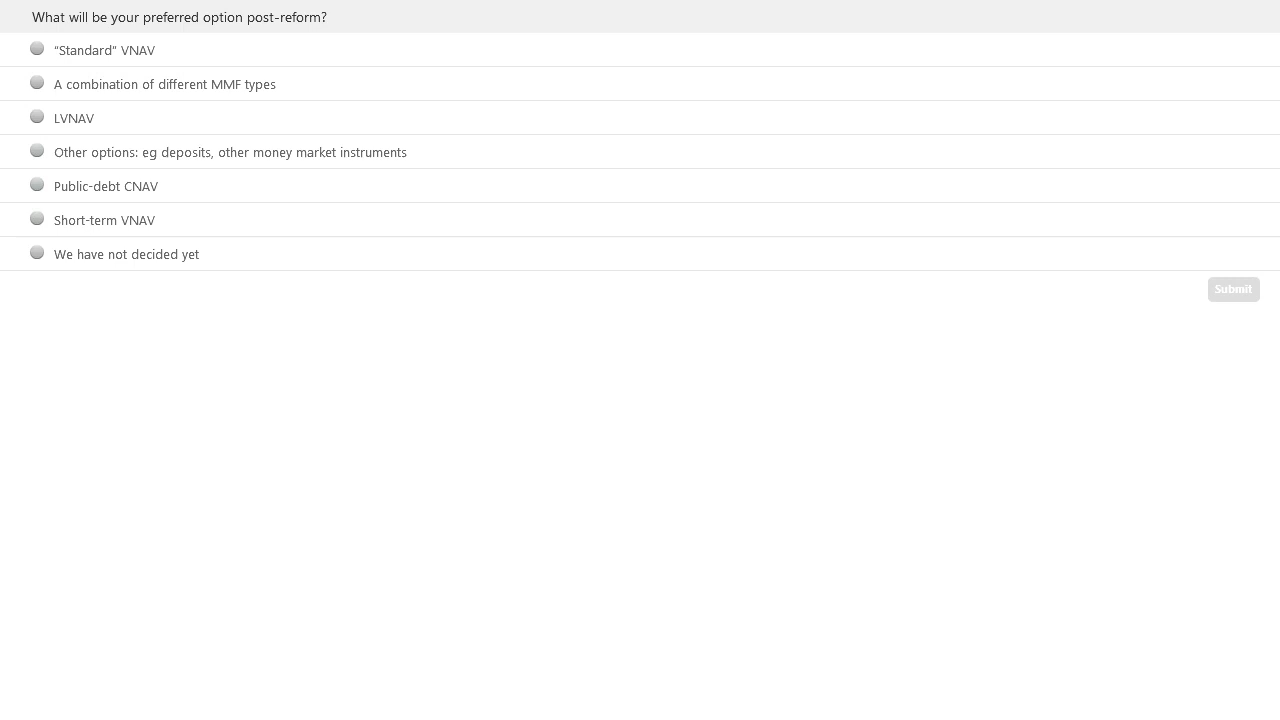 What will be your preferred option post-reform?
“Standard" VNAV
A combination of different MMF types
LVNAV
Other options: eg deposits, other money market instruments
Public-debt CNAV
Short-term VNAV
We have not decided yet
Submit